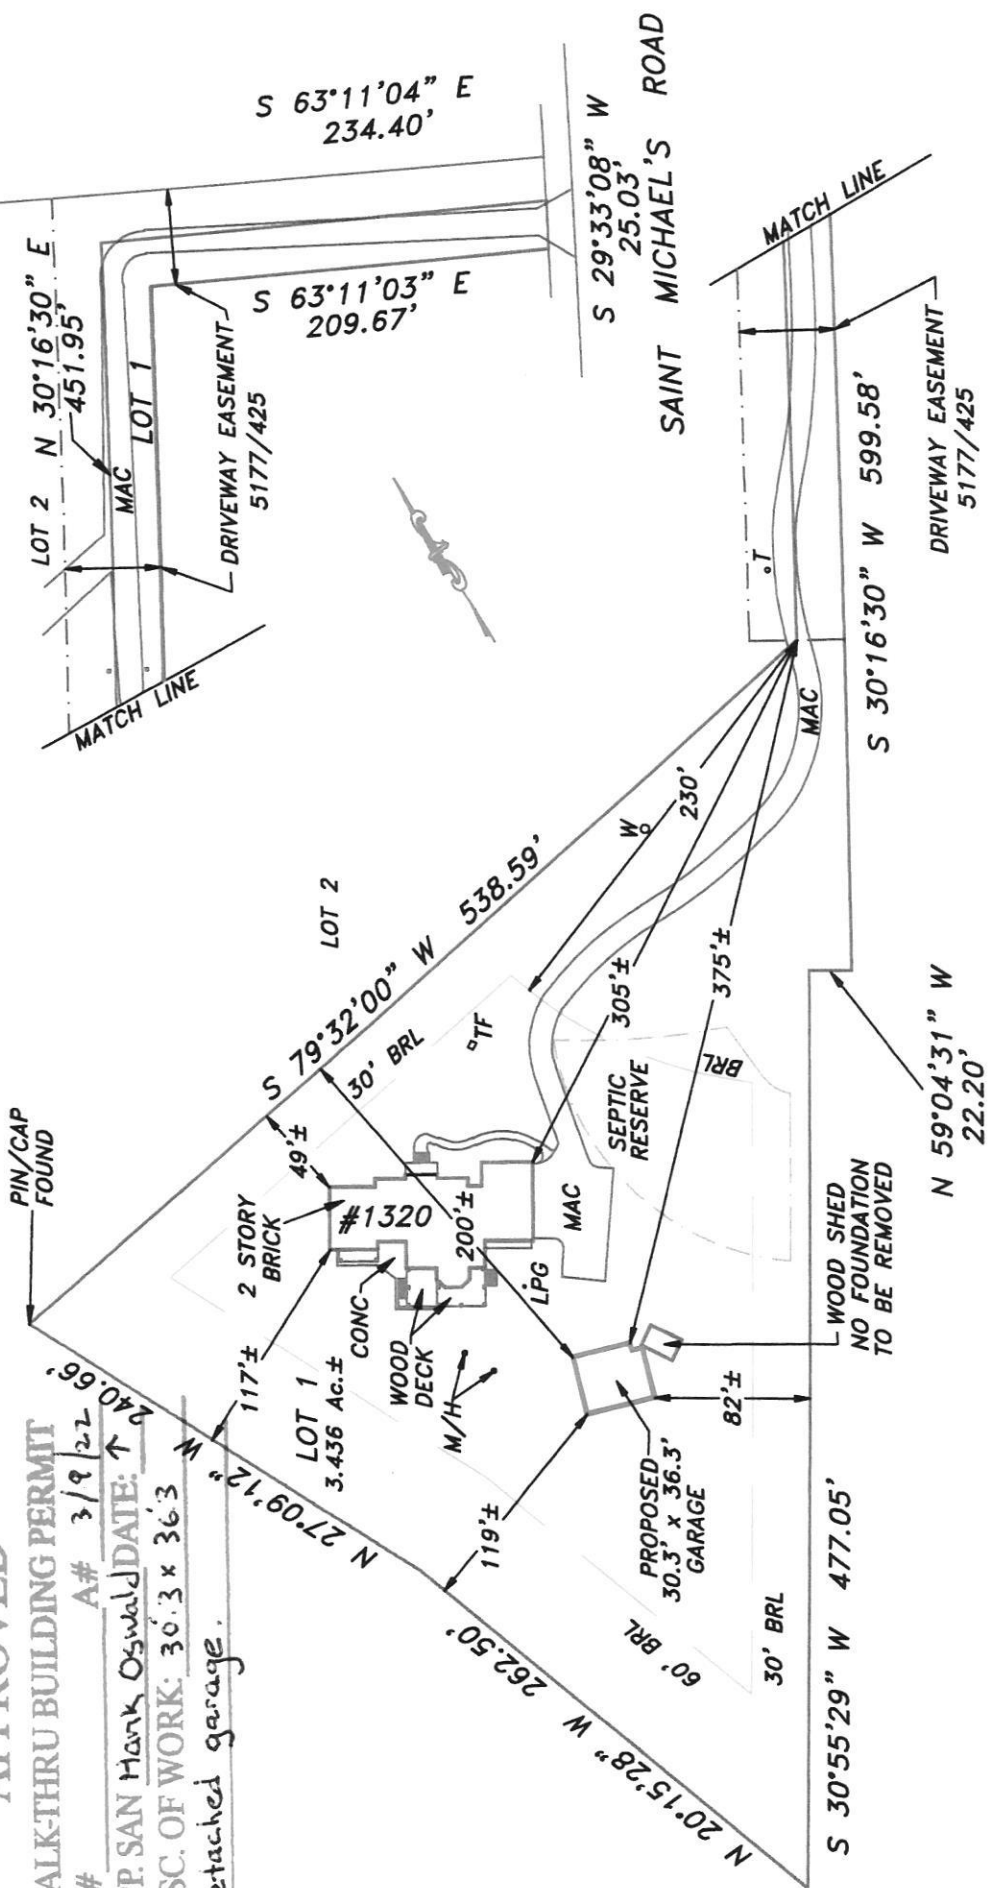 APPROVED
ALK-THRU BUILDING PERMIT
# A# 3/9/22
P. SAN Hank Oswald DATE: ↑
SC. OF WORK: 30.3 x 36.3
etached garage.
PIN/CAP
FOUND
240.66'
N 27°09'12" W
N 20°15'28" W 262.50'
S 30°55'29" W 477.05'
N 59°04'31" W
22.20'
S 30°16'30" W 599.58'
S 79°32'00" W 538.59'
LOT 2
30' BRL
49'±
2 STORY
BRICK
#1320
117'±
CONC
WOOD
DECK
LOT 1
3.436 AC.±
M/H
200'±
LPG
MAC
TF
SEPTIC
RESERVE
BRL
W
230'
305'±
375'±
119'±
82'±
PROPOSED
30.3' x 36.3'
GARAGE
WOOD SHED
NO FOUNDATION
TO BE REMOVED
60' BRL
30' BRL
MAC
T
DRIVEWAY EASEMENT
5177/425
MATCH LINE
LOT 2
N 30°16'30" E
451.95'
MAC
LOT 1
MATCH LINE
DRIVEWAY EASEMENT
5177/425
S 63°11'04" E
234.40'
S 63°11'03" E
209.67'
S 29°33'08" W
25.03'
SAINT MICHAEL'S ROAD